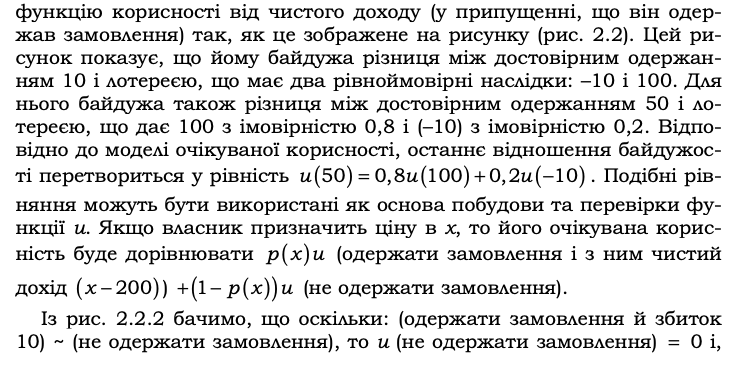 функцію корисності від чистого доходу (у припущенні, що він одер-
жав замовлення) так, як це зображене на рисунку (рис. 2.2). Цей ри-
сунок показує, що йому байдужа різниця між достовірним одержан-
ням 10 і лотереєю, що має два рівноймовірні наслідки: –10 і 100. Для
нього байдужа також різниця між достовірним одержанням 50 і ло-
тереєю, що дає 100 з імовірністю 0,8 і (–10) з імовірністю 0,2. Відпо-
відно до моделі очікуваної корисності, останнє відношення байдужос-
ті перетвориться у рівність u(50) = 0,8u(100) + 0,2u(−10) . Подібні рів-
няння можуть бути використані як основа побудови та перевірки фу-
нкції u. Якщо власник призначить ціну в x, то його очікувана корис-
ність буде дорівнювати p(x)u (одержати замовлення і з ним чистий
дохід (x − 200)) + (1 − p(x))u (не одержати замовлення).
Із рис. 2.2.2 бачимо, що оскільки: (одержати замовлення й збиток
10) ~ (не одержати замовлення), то u (не одержати замовлення) = 0 і,